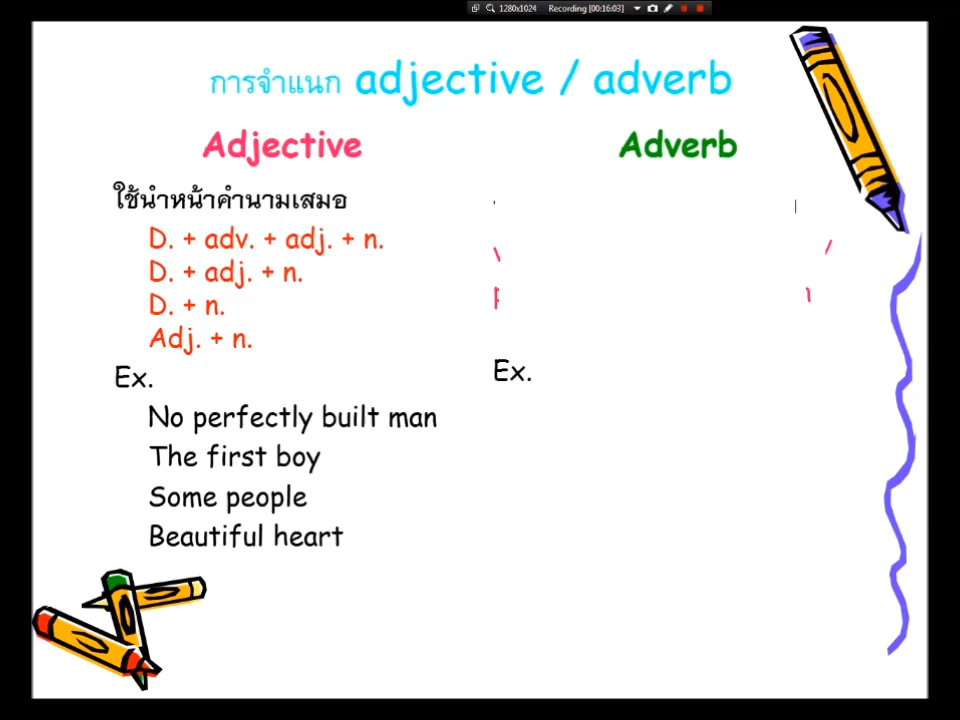 1280x1024 Recording [00:16:03]
การจำแนก adjective / adverb
Adjective
ใช้นำหน้าคำนามเสมอ
D. + adv. + adj. + n.
D. + adj. + n.
D. + n.
Adj. + n.
Ex.
No perfectly built man
The first boy
Some people
Beautiful heart
Adverb
Ex.